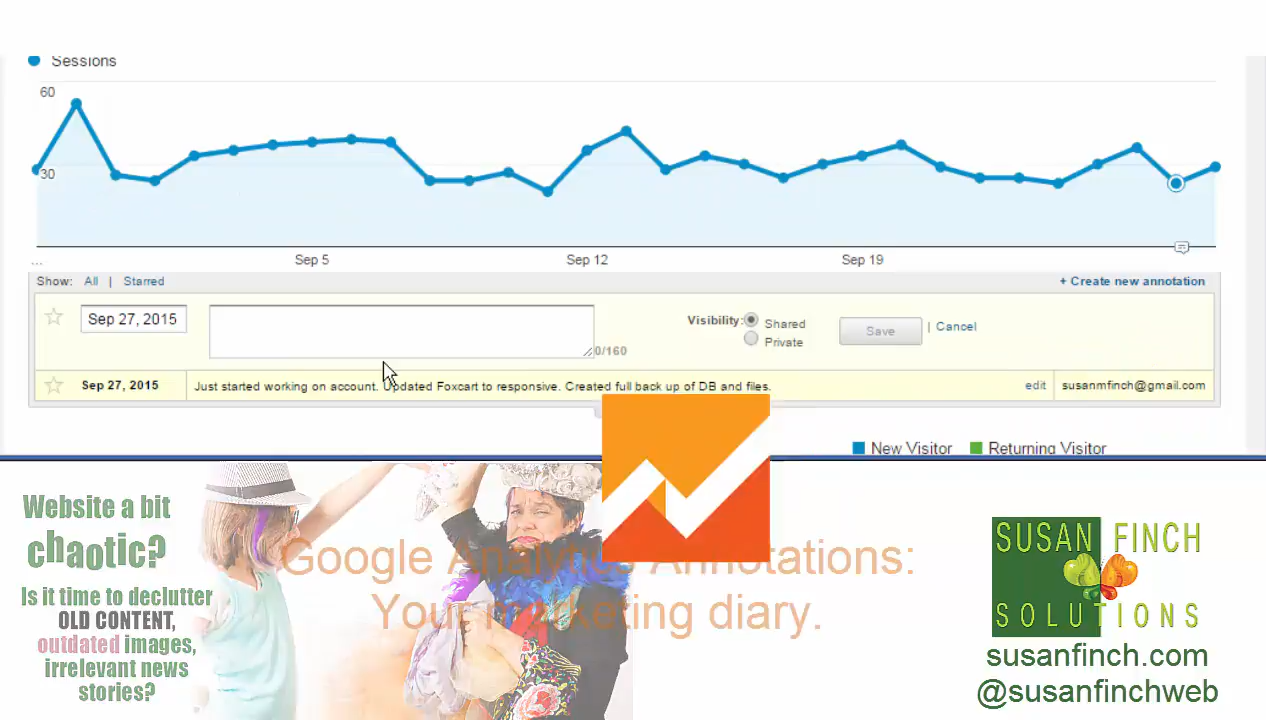 Sessions
60
30
...
Sep 5
Sep 12
Sep 19
Show: All | Starred
+ Create new annotation
Sep 27, 2015
0/160
Visibility:
Shared
Private
Save
| Cancel
Sep 27, 2015
Just started working on account. Updated Foxcart to responsive. Created full back up of DB and files.
edit
susanmfinch@gmail.com
New Visitor
Returning Visitor
Website a bit
chaotic?
Is it time to declutter
OLD CONTENT,
outdated images,
irrelevant news
stories?
Google Analytics Annotations:
Your marketing diary.
SUSAN FINCH
SOLUTIONS
susanfinch.com
@susanfinchweb